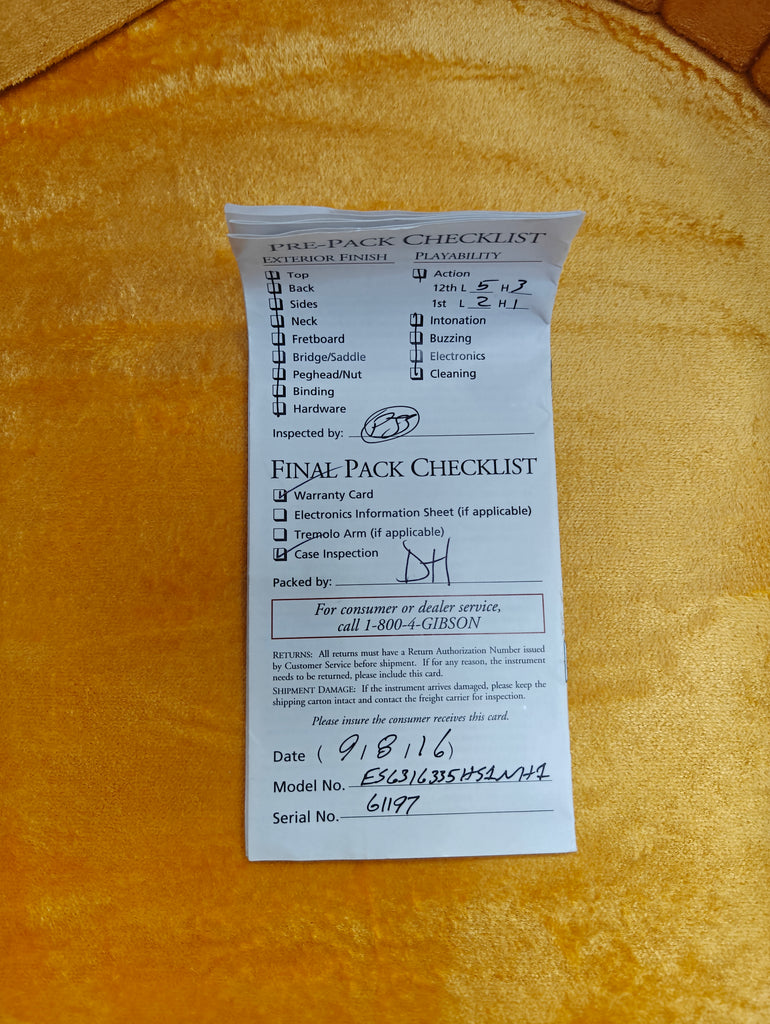 PRE-PACK CHECKLIST
EXTERIOR FINISH
Top
Back
Sides
Neck
Fretboard
Bridge/Saddle
Peghead/Nut
Binding
Hardware
PLAYABILITY
Action
12th L 5 H 3
1st L 2 H 1
Intonation
Buzzing
Electronics
Cleaning
Inspected by:
FINAL PACK CHECKLIST
Warranty Card
Electronics Information Sheet (if applicable)
Tremolo Arm (if applicable)
Case Inspection
Packed by: DH
For consumer or dealer service,
call 1-800-4-GIBSON
RETURNS: All returns must have a Return Authorization Number issued
by Customer Service before shipment. If for any reason, the instrument
needs to be returned, please include this card.
SHIPMENT DAMAGE: If the instrument arrives damaged, please keep the
shipping carton intact and contact the freight carrier for inspection.
Please insure the consumer receives this card.
Date ( 9/8/16)
Model No. ES6316335HS1NH1
Serial No. 61197